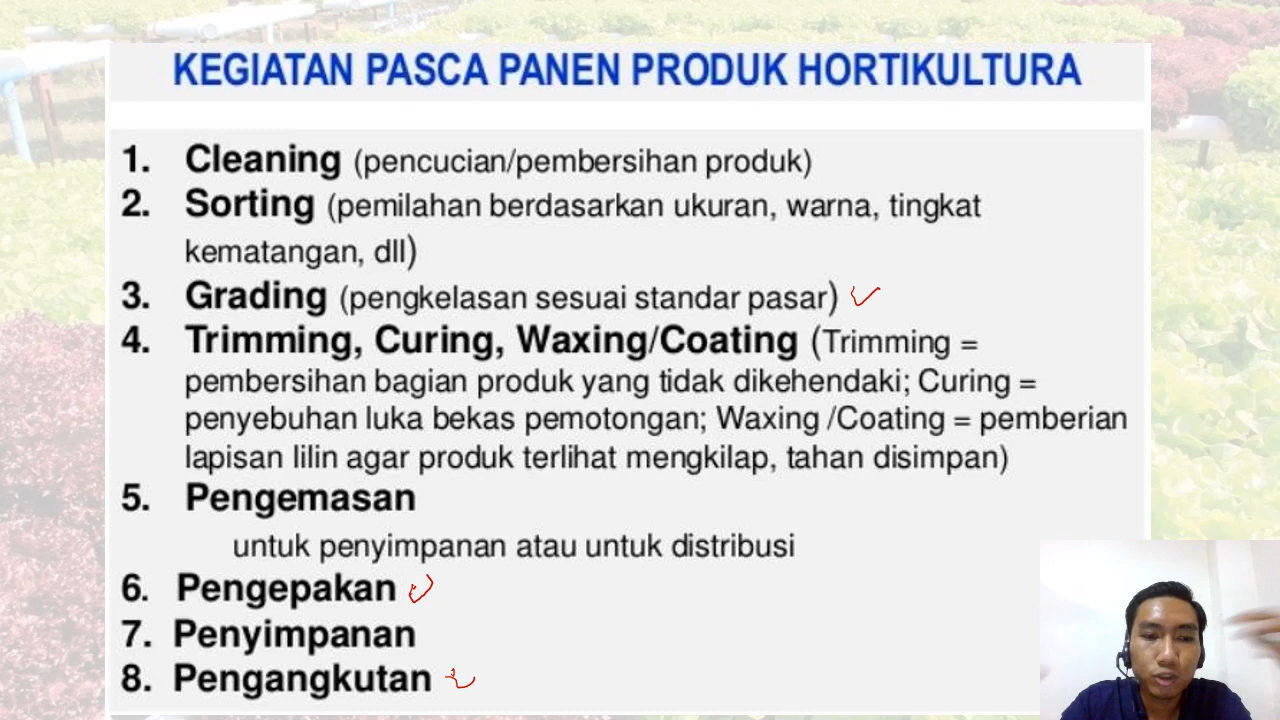 KEGIATAN PASCA PANEN PRODUK HORTIKULTURA
1. Cleaning (pencucian/pembersihan produk)
2. Sorting (pemilahan berdasarkan ukuran, warna, tingkat
kematangan, dll)
3. Grading (pengkelasan sesuai standar pasar)
4. Trimming, Curing, Waxing/Coating (Trimming =
pembersihan bagian produk yang tidak dikehendaki; Curing =
penyebuhan luka bekas pemotongan; Waxing /Coating = pemberian
lapisan lilin agar produk terlihat mengkilap, tahan disimpan)
5. Pengemasan
untuk penyimpanan atau untuk distribusi
6. Pengepakan
7. Penyimpanan
8. Pengangkutan